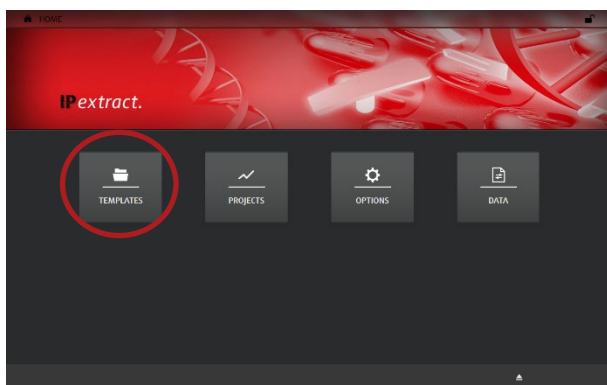 HOME
IPextract.
TEMPLATES
PROJECTS
OPTIONS
DATA